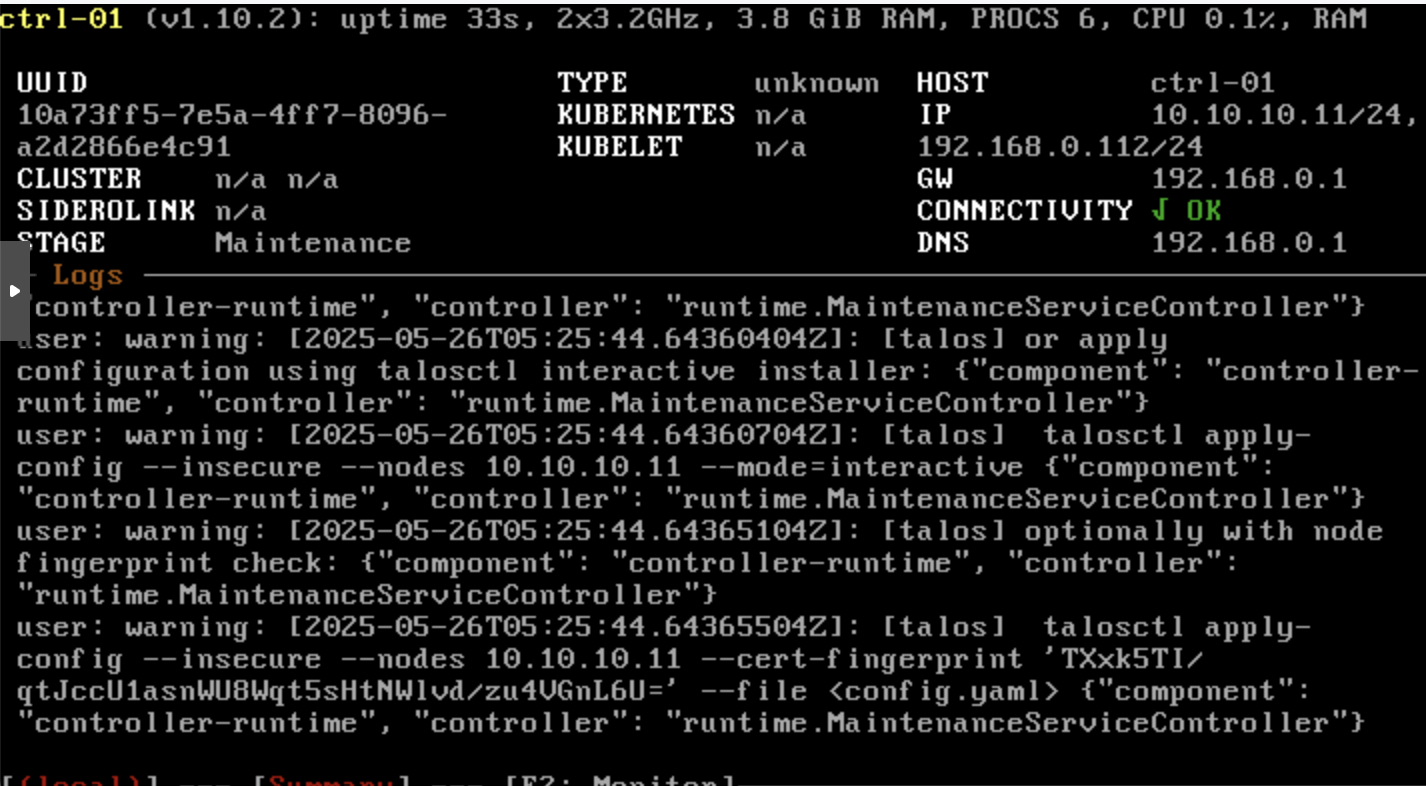 ctrl-01 (v1.10.2): uptime 33s, 2x3.2GHz, 3.8 GiB RAM, PROCS 6, CPU 0.1%, RAM
UUID TYPE unknown HOST ctrl-01
10a73ff5-7e5a-4ff7-8096- KUBERNETES n/a IP 10.10.10.11/24,
a2d2866e4c91 KUBELET n/a 192.168.0.112/24
CLUSTER n/a n/a GW 192.168.0.1
SIDEROLINK n/a CONNECTIVITY √ OK
STAGE Maintenance DNS 192.168.0.1
Logs
"controller-runtime", "controller": "runtime.MaintenanceServiceController"}
user: warning: [2025-05-26T05:25:44.64360404Z]: [talos] or apply
configuration using talosctl interactive installer: {"component": "controller-
runtime", "controller": "runtime.MaintenanceServiceController"}
user: warning: [2025-05-26T05:25:44.64360704Z]: [talos] talosctl apply-
config --insecure --nodes 10.10.10.11 --mode=interactive {"component":
"controller-runtime", "controller": "runtime.MaintenanceServiceController"}
user: warning: [2025-05-26T05:25:44.64365104Z]: [talos] optionally with node
fingerprint check: {"component": "controller-runtime", "controller":
"runtime.MaintenanceServiceController"}
user: warning: [2025-05-26T05:25:44.64365504Z]: [talos] talosctl apply-
config --insecure --nodes 10.10.10.11 --cert-fingerprint 'TXxk5TI/
qtJccU1asnWU8Wqt5sHtNWlvd/zu4VGnL6U=' --file <config.yaml> {"component":
"controller-runtime", "controller": "runtime.MaintenanceServiceController"}
[(local)] --- [Summary] --- [F2: Monitor]